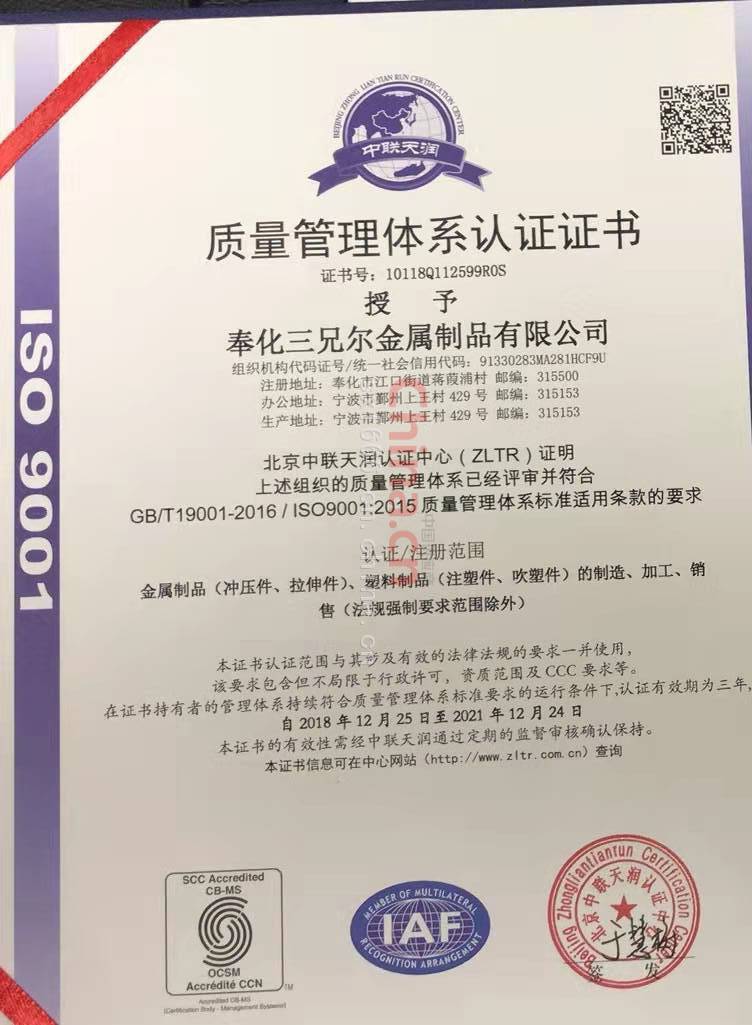 BEIJING ZHONG LIAN TIAN RUN CERTIFICATION CENTER
中联天润
质量管理体系认证证书
证书号：10118Q112599R0S
授 予
奉化三兄尔金属制品有限公司
组织机构代码证号/统一社会信用代码：91330283MA281HCF9U
注册地址：奉化市江口街道蒋葭浦村 邮编：315500
办公地址：宁波市鄞州上王村 429 号 邮编：315153
生产地址：宁波市鄞州上王村 429 号 邮编：315153
北京中联天润认证中心（ZLTR）证明
上述组织的质量管理体系已经评审并符合
GB/T19001-2016 / ISO9001:2015 质量管理体系标准适用条款的要求
认证/注册范围
金属制品（冲压件、拉伸件）、塑料制品（注塑件、吹塑件）的制造、加工、销
售（法规强制要求范围除外）
本证书认证范围与其涉及有效的法律法规的要求一并使用，
该要求包含但不局限于行政许可，资质范围及 CCC 要求等。
在证书持有者的管理体系持续符合质量管理体系标准要求的运行条件下,认证有效期为三年,
自 2018 年 12 月 25 日至 2021 年 12 月 24 日
本证书的有效性需经中联天润通过定期的监督审核确认保持。
本证书信息可在中心网站（http://www.zltr.com.cn）查询
ISO 9001
China.cn
SCC Accredited
CB-MS
OCSM
Accrédité CCN
TM
Accredited CB-MS
(Certification Body - Management Systems)
MEMBER OF MULTILATERAL
IAF
RECOGNITION ARRANGEMENT
Beijing Zhongliantianrun Certification Center
北京中联天润认证中心
签 发